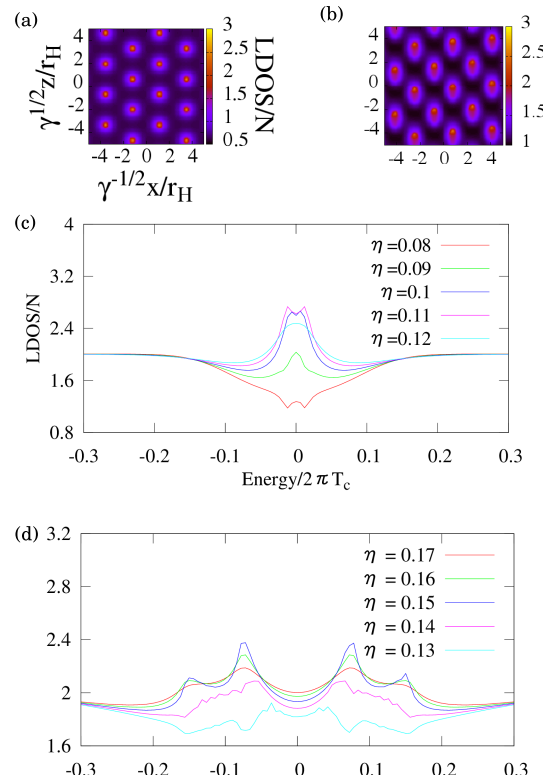 (a)
4
2
0
-2
-4
γ^1/2 z/r_H
-4 -2 0 2 4
γ^-1/2 x/r_H
3
2.5
2
1.5
1
0.5
LDOS/N
(b)
4
2
0
-2
-4
-4 -2 0 2 4
3
2.5
2
1.5
1
(c)
4
3.2
2.4
1.6
0.8
LDOS/N
η =0.08
η =0.09
η =0.1
η =0.11
η =0.12
-0.3 -0.2 -0.1 0 0.1 0.2 0.3
Energy/2 π T_c
(d)
3.2
2.8
2.4
2
1.6
η = 0.17
η = 0.16
η = 0.15
η = 0.14
η = 0.13
-0.3 -0.2 -0.1 0 0.1 0.2 0.3